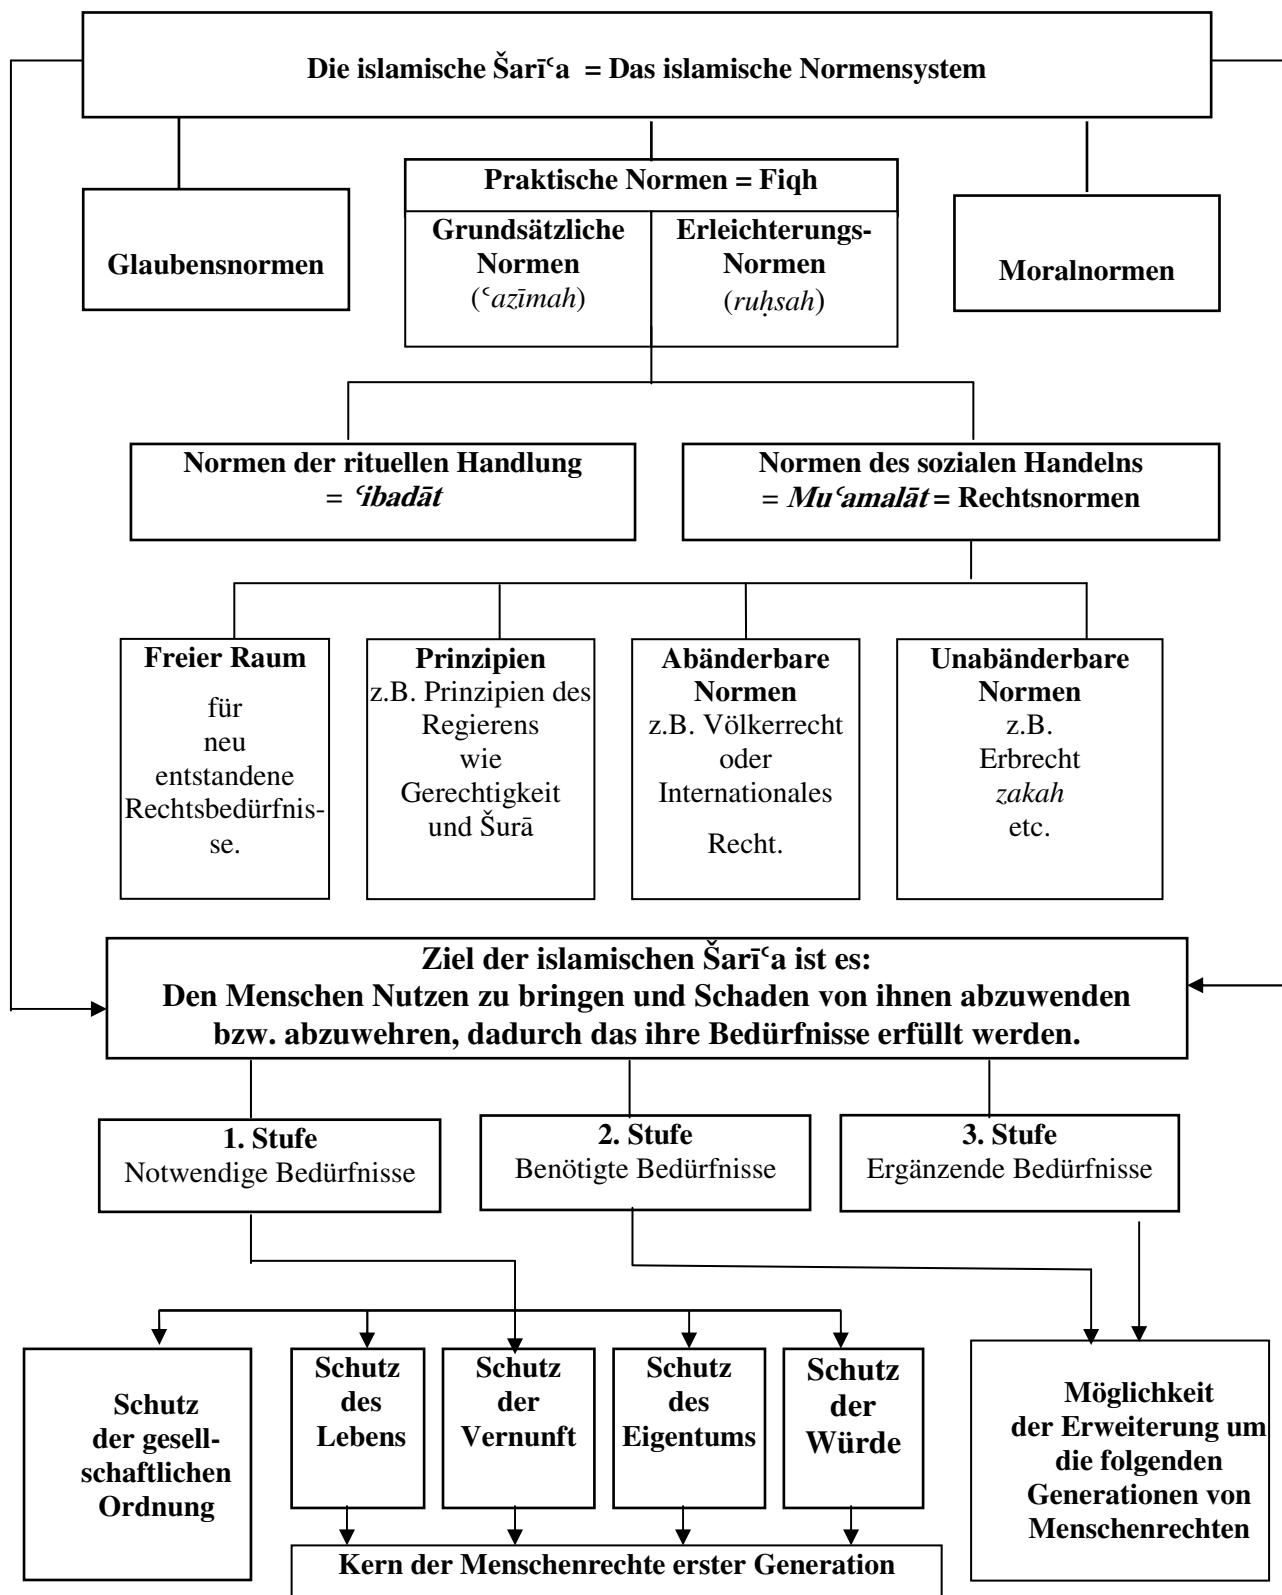 Die islamische Šarīʿa = Das islamische Normensystem
Glaubensnormen
Praktische Normen = Fiqh
Grundsätzliche
Normen
(ʿazīmah)
Erleichterungs-
Normen
(ruḥsah)
Moralnormen
Normen der rituellen Handlung
= ʿibadāt
Normen des sozialen Handelns
= Muʿamalāt = Rechtsnormen
Freier Raum
für
neu
entstandene
Rechtsbedürfnis-
se.
Prinzipien
z.B. Prinzipien des
Regierens
wie
Gerechtigkeit
und Šurā
Abänderbare
Normen
z.B. Völkerrecht
oder
Internationales
Recht.
Unabänderbare
Normen
z.B.
Erbrecht
zakah
etc.
Ziel der islamischen Šarīʿa ist es:
Den Menschen Nutzen zu bringen und Schaden von ihnen abzuwenden
bzw. abzuwehren, dadurch das ihre Bedürfnisse erfüllt werden.
1. Stufe
Notwendige Bedürfnisse
2. Stufe
Benötigte Bedürfnisse
3. Stufe
Ergänzende Bedürfnisse
Schutz
der gesell-
schaftlichen
Ordnung
Schutz
des
Lebens
Schutz
der
Vernunft
Schutz
des
Eigentums
Schutz
der
Würde
Möglichkeit
der Erweiterung um
die folgenden
Generationen von
Menschenrechten
Kern der Menschenrechte erster Generation